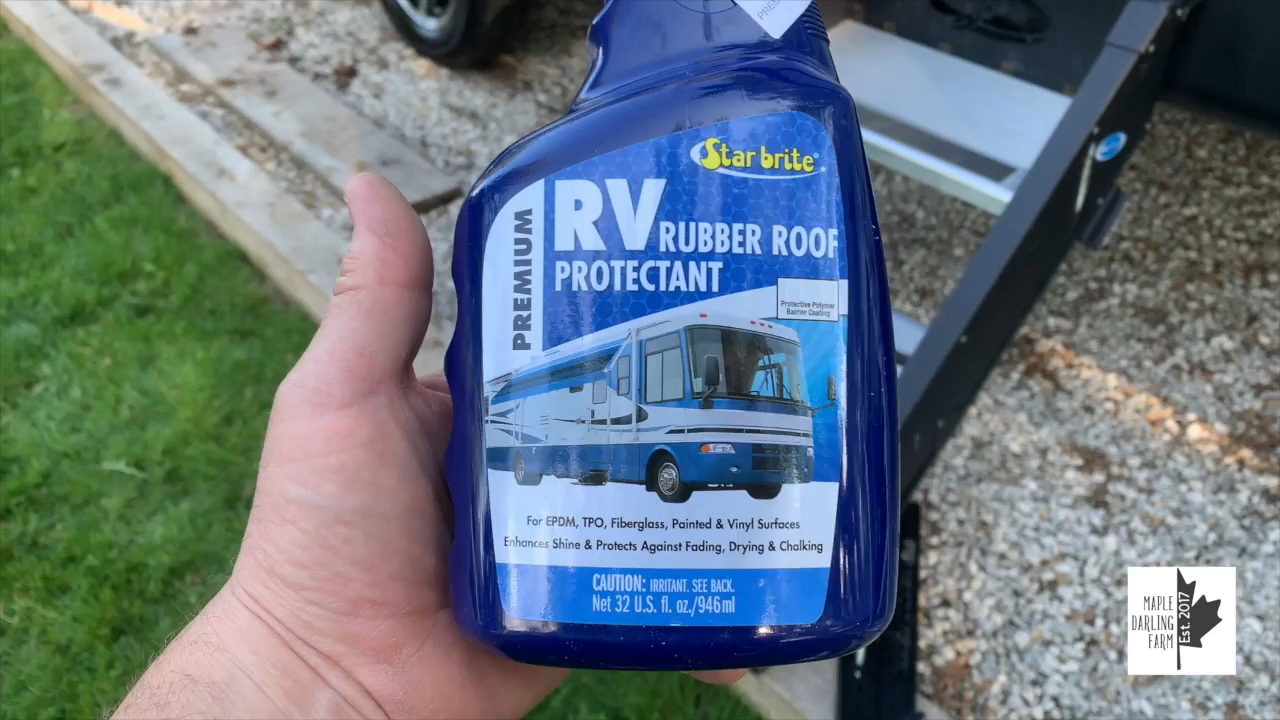 PREM
Star brite
PREMIUM
RV RUBBER ROOF
PROTECTANT
Protective Polymer
Barrier Coating
For EPDM, TPO, Fiberglass, Painted & Vinyl Surfaces
Enhances Shine & Protects Against Fading, Drying & Chalking
CAUTION: IRRITANT. SEE BACK.
Net 32 U.S. fl. oz./946ml
MAPLE
DARLING
FARM
Est. 2017